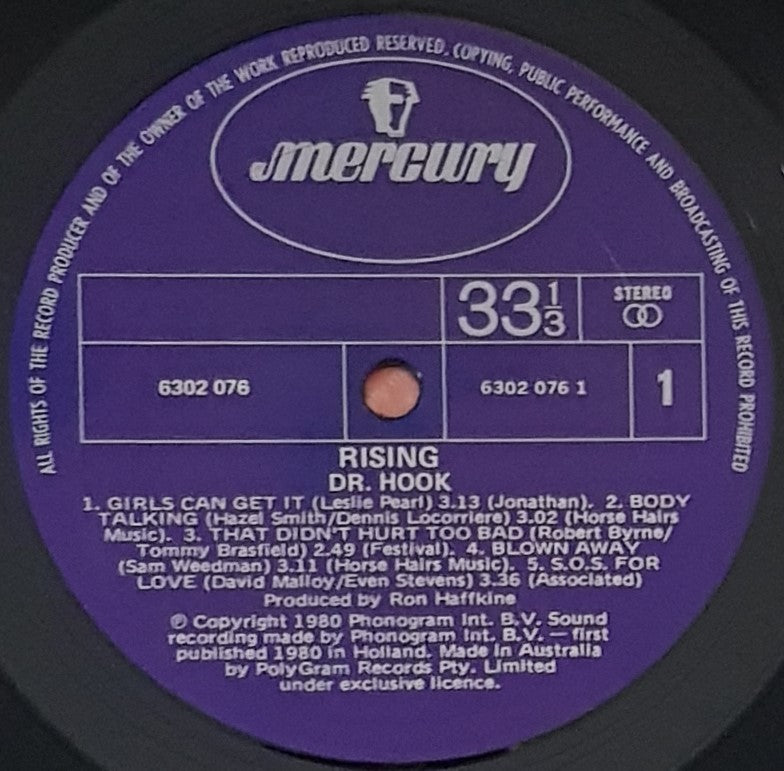 ALL RIGHTS OF THE RECORD PRODUCER AND OF THE OWNER OF THE WORK REPRODUCED RESERVED. COPYING, PUBLIC PERFORMANCE AND BROADCASTING OF THIS RECORD PROHIBITED
mercury
33 1/3
STEREO
6302 076
6302 076 1
1
RISING
DR. HOOK
1. GIRLS CAN GET IT (Leslie Pearl) 3.13 (Jonathan). 2. BODY
TALKING (Hazel Smith/Dennis Locorriere) 3.02 (Horse Hairs
Music). 3. THAT DIDN'T HURT TOO BAD (Robert Byrne/
Tommy Brasfield) 2.49 (Festival). 4. BLOWN AWAY
(Sam Weedman) 3.11 (Horse Hairs Music). 5. S.O.S. FOR
LOVE (David Malloy/Even Stevens) 3.36 (Associated)
Produced by Ron Haffkine
℗ Copyright 1980 Phonogram Int. B.V. Sound
recording made by Phonogram Int. B.V. — first
published 1980 in Holland. Made in Australia
by PolyGram Records Pty. Limited
under exclusive licence.